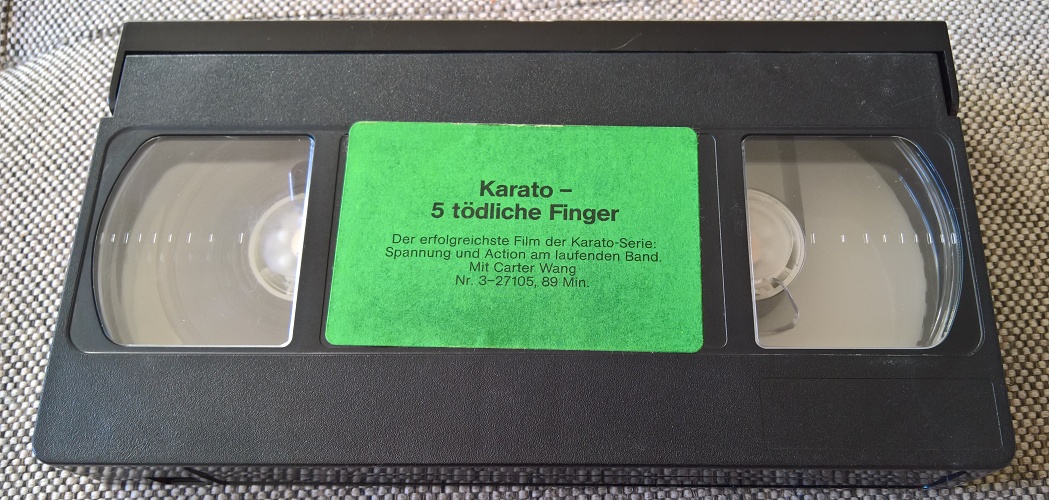 Karato –
5 tödliche Finger
Der erfolgreichste Film der Karato-Serie:
Spannung und Action am laufenden Band.
Mit Carter Wang
Nr. 3–27105, 89 Min.